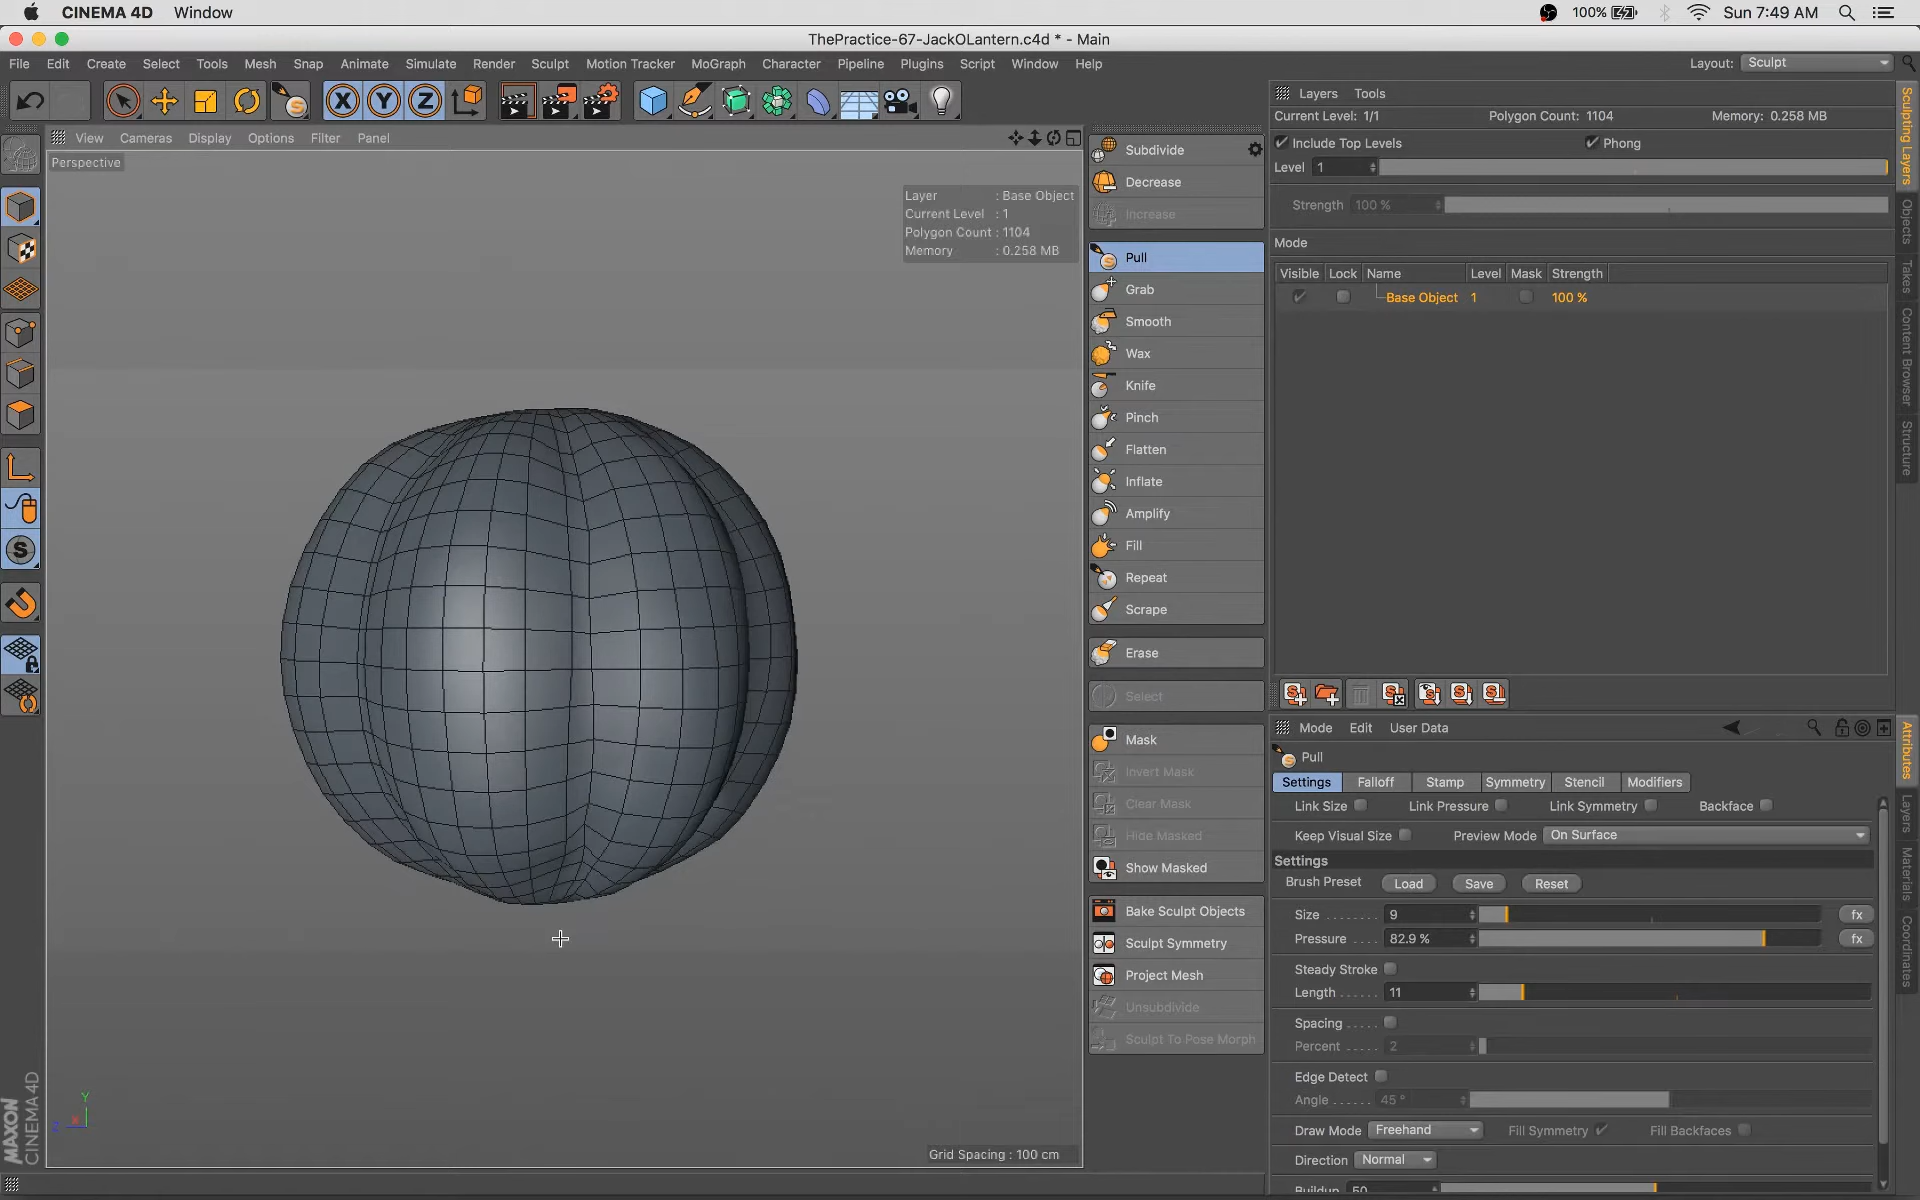 CINEMA 4D Window 100% Sun 7:49 AM
ThePractice-67-JackOLantern.c4d * - Main
File Edit Create Select Tools Mesh Snap Animate Simulate Render Sculpt Motion Tracker MoGraph Character Pipeline Plugins Script Window Help Layout: Sculpt
X Y Z
View Cameras Display Options Filter Panel
Perspective
Layer : Base Object
Current Level : 1
Polygon Count : 1104
Memory : 0.258 MB
Grid Spacing : 100 cm
MAXON
CINEMA 4D
Y
X
Z
Subdivide
Decrease
Increase
Pull
Grab
Smooth
Wax
Knife
Pinch
Flatten
Inflate
Amplify
Fill
Repeat
Scrape
Erase
Select
Mask
Invert Mask
Clear Mask
Hide Masked
Show Masked
Bake Sculpt Objects
Sculpt Symmetry
Project Mesh
Unsubdivide
Sculpt To Pose Morph
Layers Tools
Current Level: 1/1 Polygon Count: 1104 Memory: 0.258 MB
Include Top Levels Phong
Level 1
Strength 100 %
Mode
Visible Lock Name Level Mask Strength
Base Object 1 100 %
Mode Edit User Data
Pull
Settings Falloff Stamp Symmetry Stencil Modifiers
Link Size Link Pressure Link Symmetry Backface
Keep Visual Size Preview Mode On Surface
Settings
Brush Preset Load Save Reset
Size 9 fx
Pressure 82.9 % fx
Steady Stroke
Length 11
Spacing
Percent 2
Edge Detect
Angle 45 °
Draw Mode Freehand Fill Symmetry Fill Backfaces
Direction Normal
Buildup 50
Sculpting Layers
Objects
Takes
Content Browser
Structure
Attributes
Layers
Materials
Coordinates